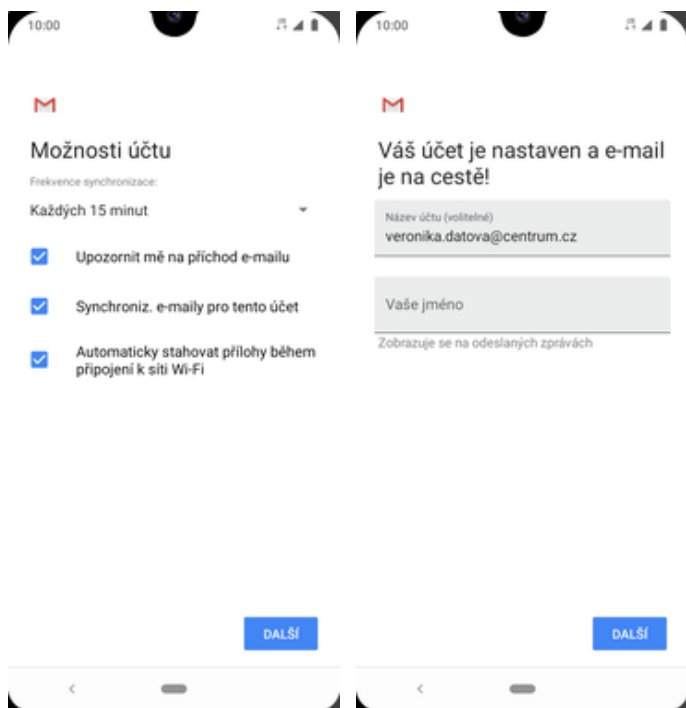 10:00
Možnosti účtu
Frekvence synchronizace:
Každých 15 minut
Upozornit mě na příchod e-mailu
Synchroniz. e-maily pro tento účet
Automaticky stahovat přílohy během
připojení k síti Wi-Fi
DALŠÍ
10:00
Váš účet je nastaven a e-mail
je na cestě!
Název účtu (volitelné)
veronika.datova@centrum.cz
Vaše jméno
Zobrazuje se na odeslaných zprávách
DALŠÍ